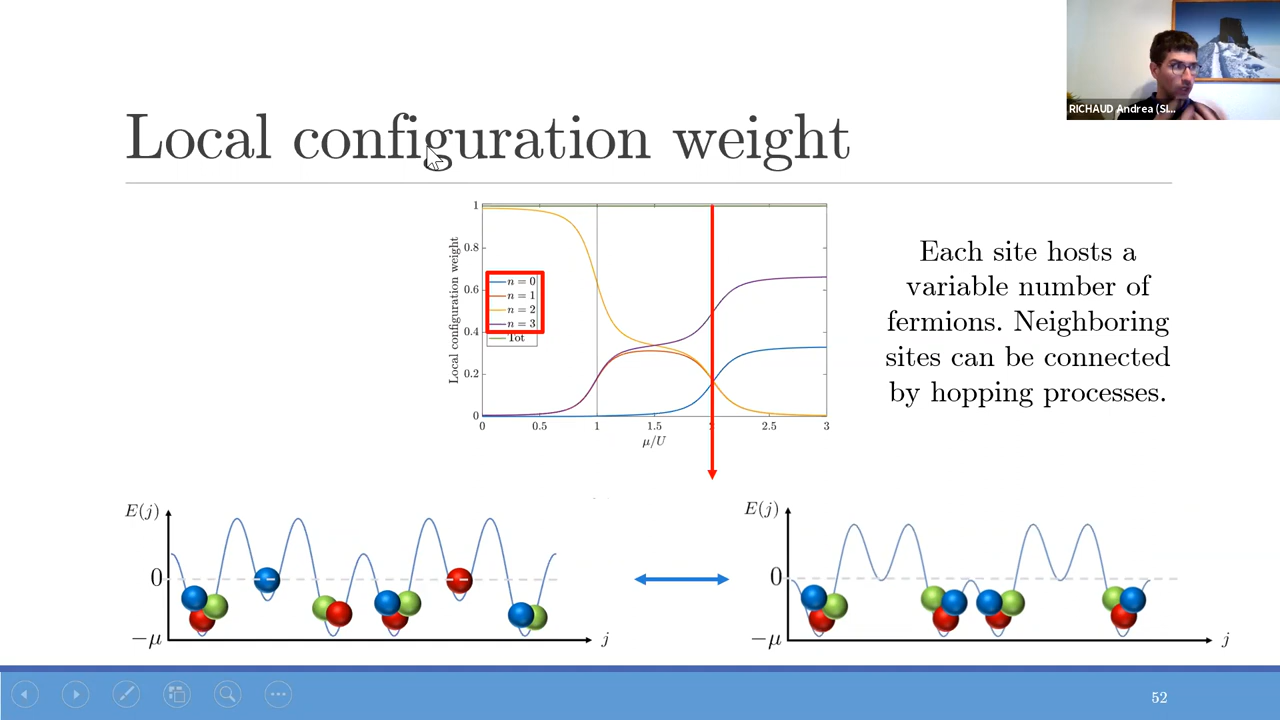 RICHAUD Andrea (SI...
Local configuration weight
1
0.8
0.6
0.4
0.2
0
Local configuration weight
n = 0
n = 1
n = 2
n = 3
Tot
0 0.5 1 1.5 2 2.5 3
μ/U
Each site hosts a
variable number of
fermions. Neighboring
sites can be connected
by hopping processes.
E(j)
0
−μ
j
E(j)
0
−μ
j
52